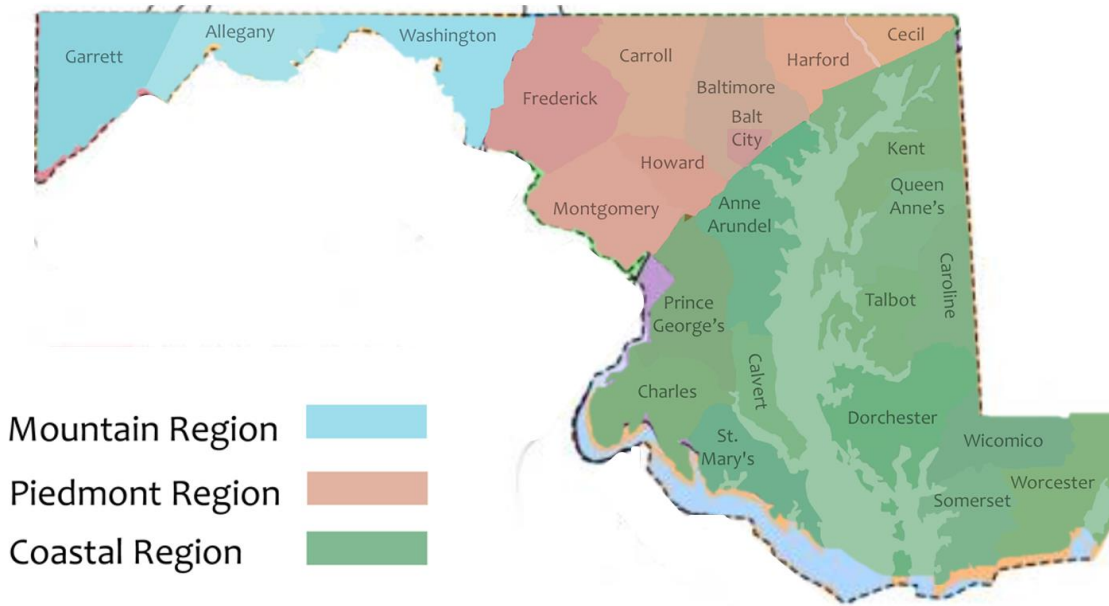 Garrett
Allegany
Washington
Frederick
Carroll
Baltimore
Balt
City
Harford
Cecil
Howard
Montgomery
Anne
Arundel
Kent
Queen
Anne's
Caroline
Talbot
Prince
George's
Charles
Calvert
St.
Mary's
Dorchester
Wicomico
Worcester
Somerset
Mountain Region
Piedmont Region
Coastal Region